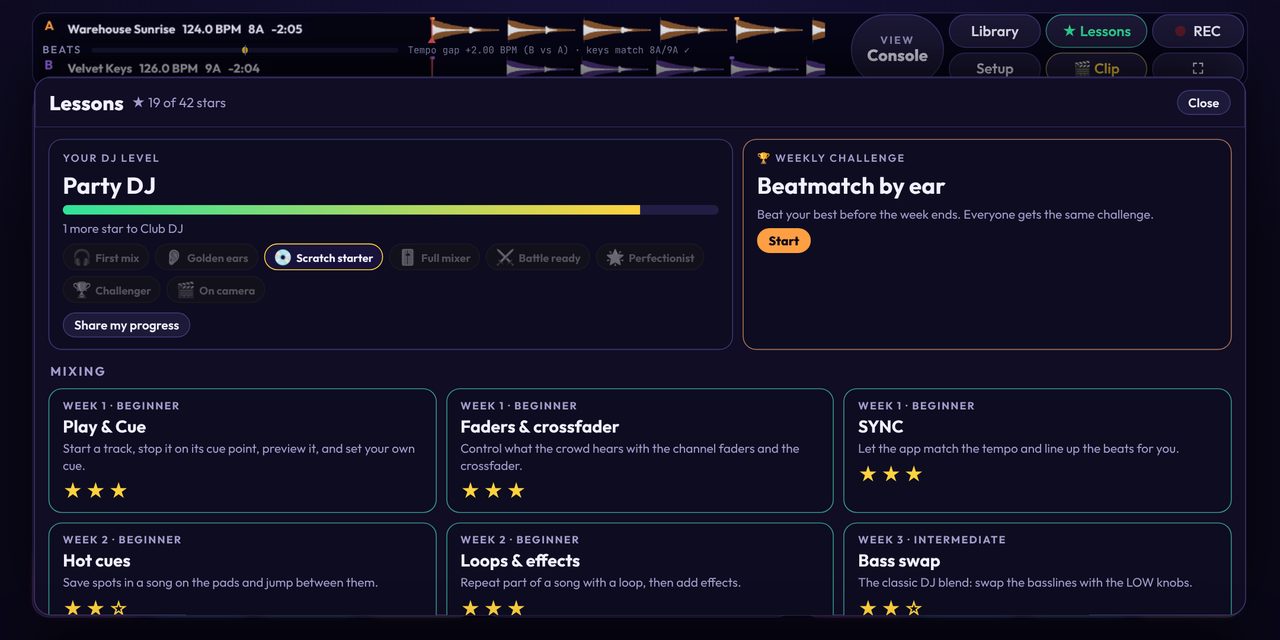 A Warehouse Sunrise 124.0 BPM 8A -2:05
BEATS
Tempo gap +2.00 BPM (B vs A) · keys match 8A/9A ✓
B Velvet Keys 126.0 BPM 9A -2:04
VIEW
Console
Library
★ Lessons
REC
Setup
🎬 Clip
Lessons ★ 19 of 42 stars
Close
YOUR DJ LEVEL
Party DJ
1 more star to Club DJ
First mix
Golden ears
Scratch starter
Full mixer
Battle ready
Perfectionist
Challenger
On camera
Share my progress
🏆 WEEKLY CHALLENGE
Beatmatch by ear
Beat your best before the week ends. Everyone gets the same challenge.
Start
MIXING
WEEK 1 · BEGINNER
Play & Cue
Start a track, stop it on its cue point, preview it, and set your own
cue.
★ ★ ★
WEEK 1 · BEGINNER
Faders & crossfader
Control what the crowd hears with the channel faders and the
crossfader.
★ ★ ★
WEEK 1 · BEGINNER
SYNC
Let the app match the tempo and line up the beats for you.
★ ★ ★
WEEK 2 · BEGINNER
Hot cues
Save spots in a song on the pads and jump between them.
★ ★ ☆
WEEK 2 · BEGINNER
Loops & effects
Repeat part of a song with a loop, then add effects.
★ ★ ★
WEEK 3 · INTERMEDIATE
Bass swap
The classic DJ blend: swap the basslines with the LOW knobs.
★ ★ ☆